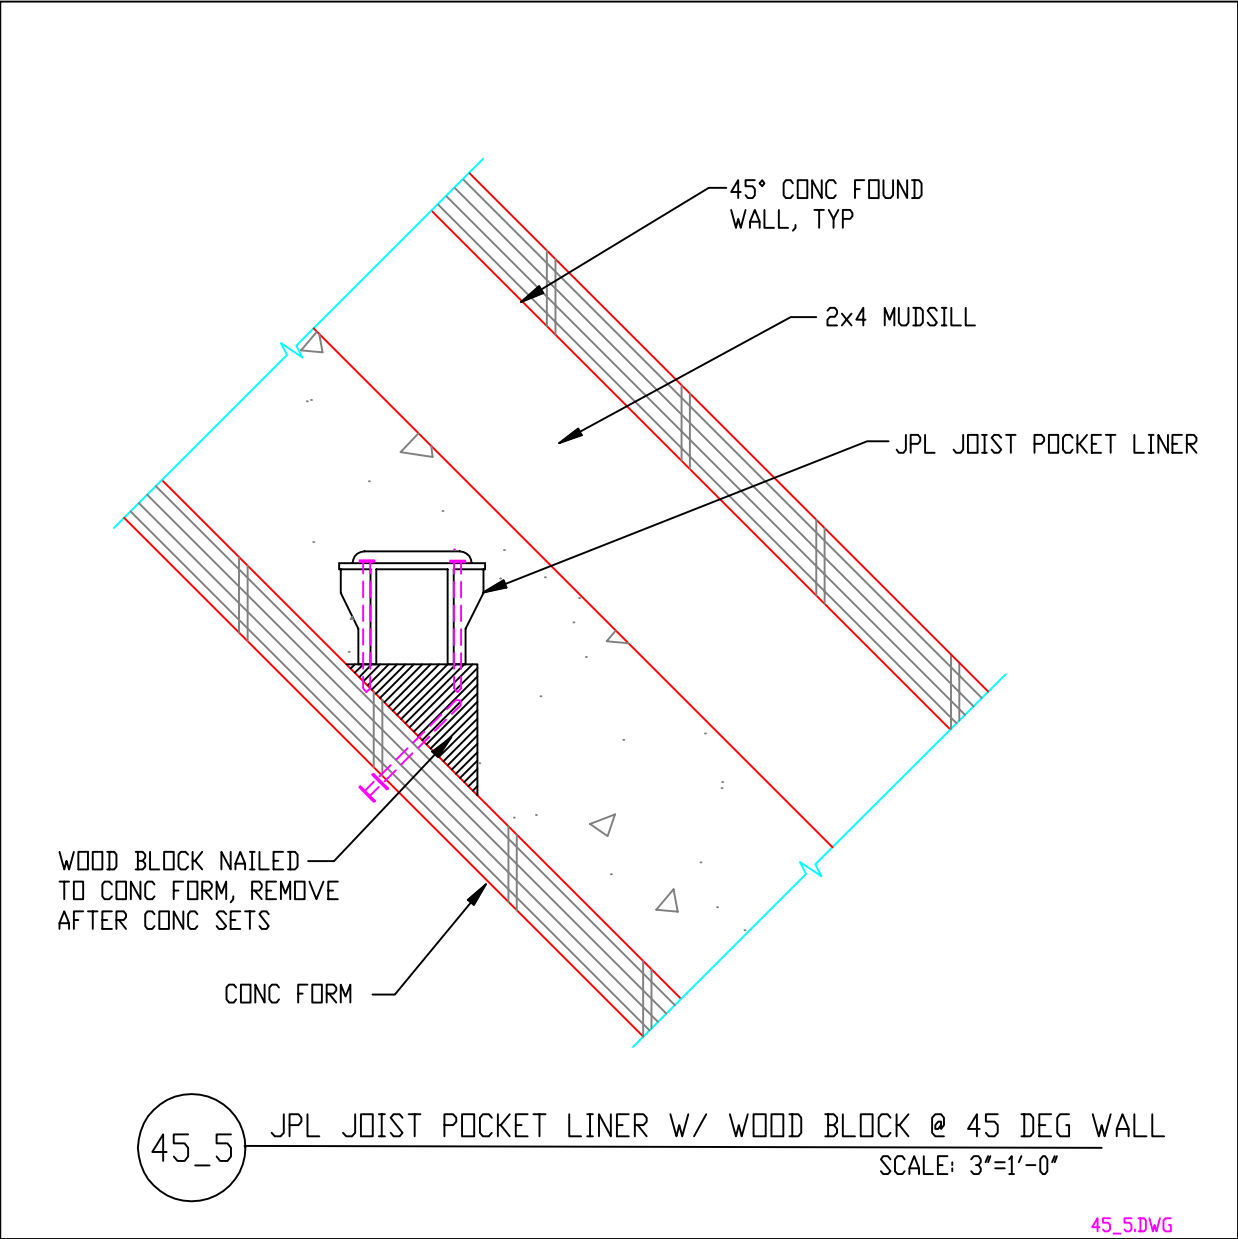 45° CONC FOUND
WALL, TYP
2x4 MUDSILL
JPL JOIST POCKET LINER
WOOD BLOCK NAILED
TO CONC FORM, REMOVE
AFTER CONC SETS
CONC FORM
45_5
JPL JOIST POCKET LINER W/ WOOD BLOCK @ 45 DEG WALL
SCALE: 3"=1'-0"
45_5.DWG